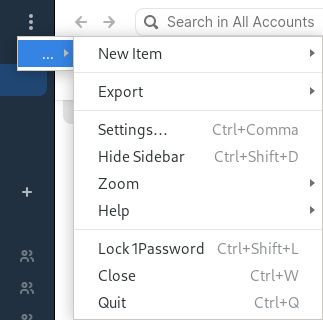 Search in All Accounts
...
New Item
Export
Settings... Ctrl+Comma
Hide Sidebar Ctrl+Shift+D
Zoom
Help
Lock 1Password Ctrl+Shift+L
Close Ctrl+W
Quit Ctrl+Q